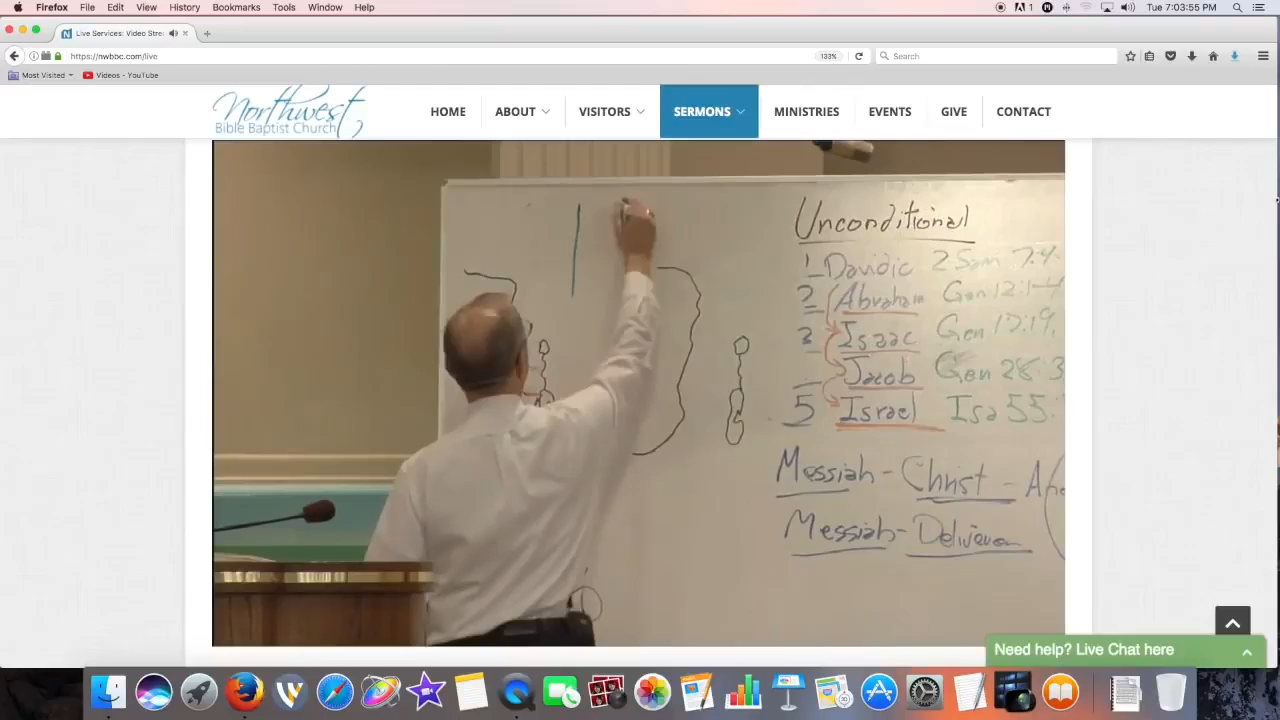 Firefox File Edit View History Bookmarks Tools Window Help 1 Tue 7:03:55 PM
Live Services: Video Stre
https://nwbbc.com/live 133% Search
Most Visited Videos - YouTube
Northwest
Bible Baptist Church
HOME ABOUT VISITORS SERMONS MINISTRIES EVENTS GIVE CONTACT
Unconditional
1 Davidic 2 Sam 7:4
2 Abraham Gen 12:1-4
3 Isaac Gen 17:19,
Jacob Gen 28:3
5 Israel Isa 55:
Messiah - Christ -
Messiah -
Need help? Live Chat here